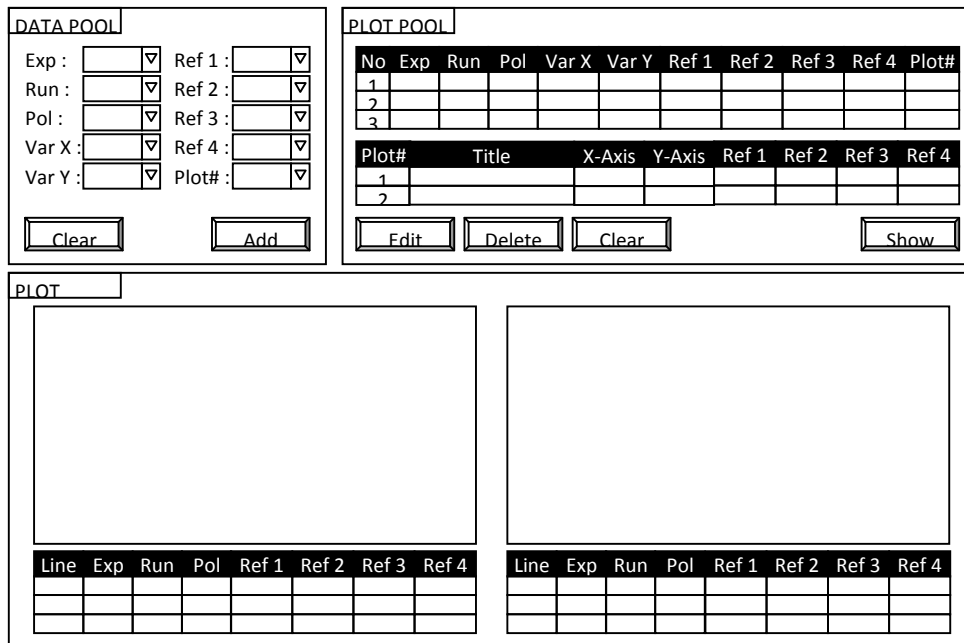 DATA POOL
Exp :
Ref 1 :
Run :
Ref 2 :
Pol :
Ref 3 :
Var X :
Ref 4 :
Var Y :
Plot# :
Clear
Add
PLOT POOL
No Exp Run Pol Var X Var Y Ref 1 Ref 2 Ref 3 Ref 4 Plot#
1
2
3
Plot# Title X-Axis Y-Axis Ref 1 Ref 2 Ref 3 Ref 4
1
2
Edit
Delete
Clear
Show
PLOT
Line Exp Run Pol Ref 1 Ref 2 Ref 3 Ref 4
Line Exp Run Pol Ref 1 Ref 2 Ref 3 Ref 4